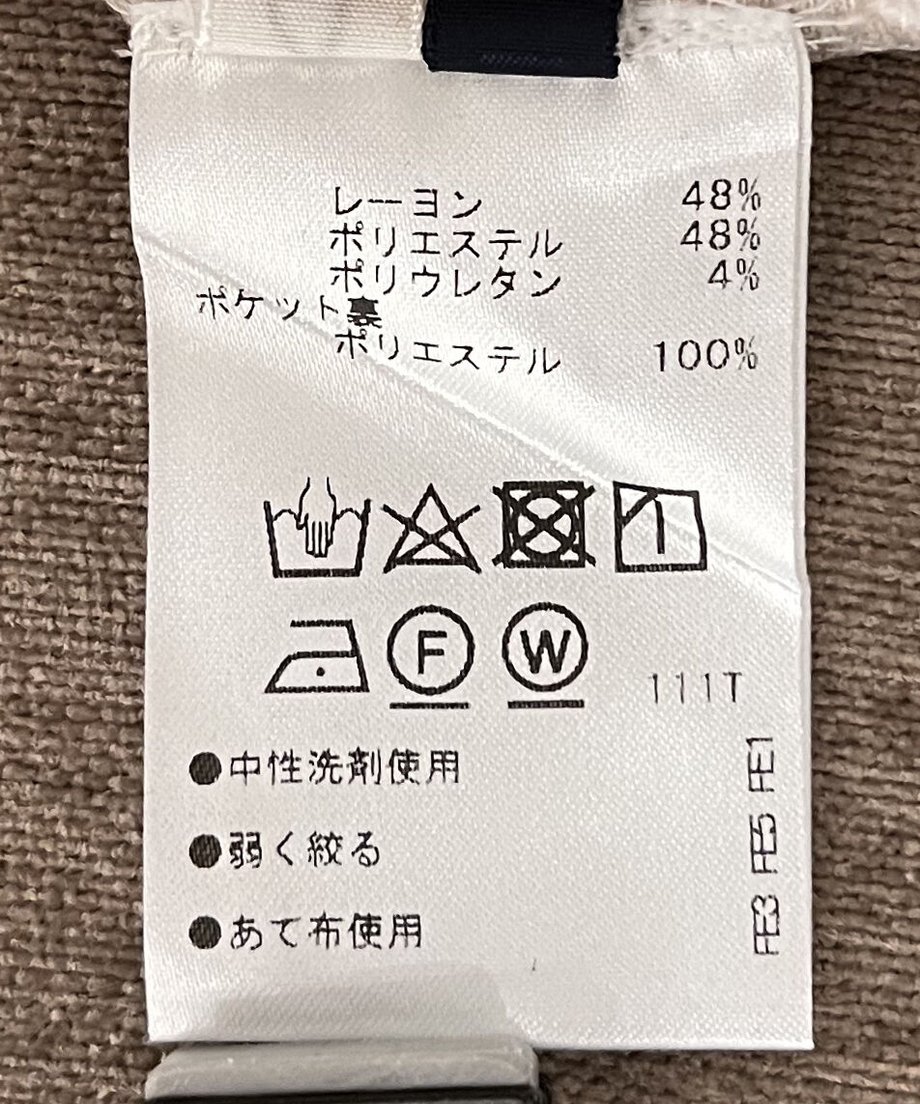 レーヨン 48%
ポリエステル 48%
ポリウレタン 4%
ポケット裏
ポリエステル 100%
F W
111T
●中性洗剤使用
●弱く絞る
●あて布使用